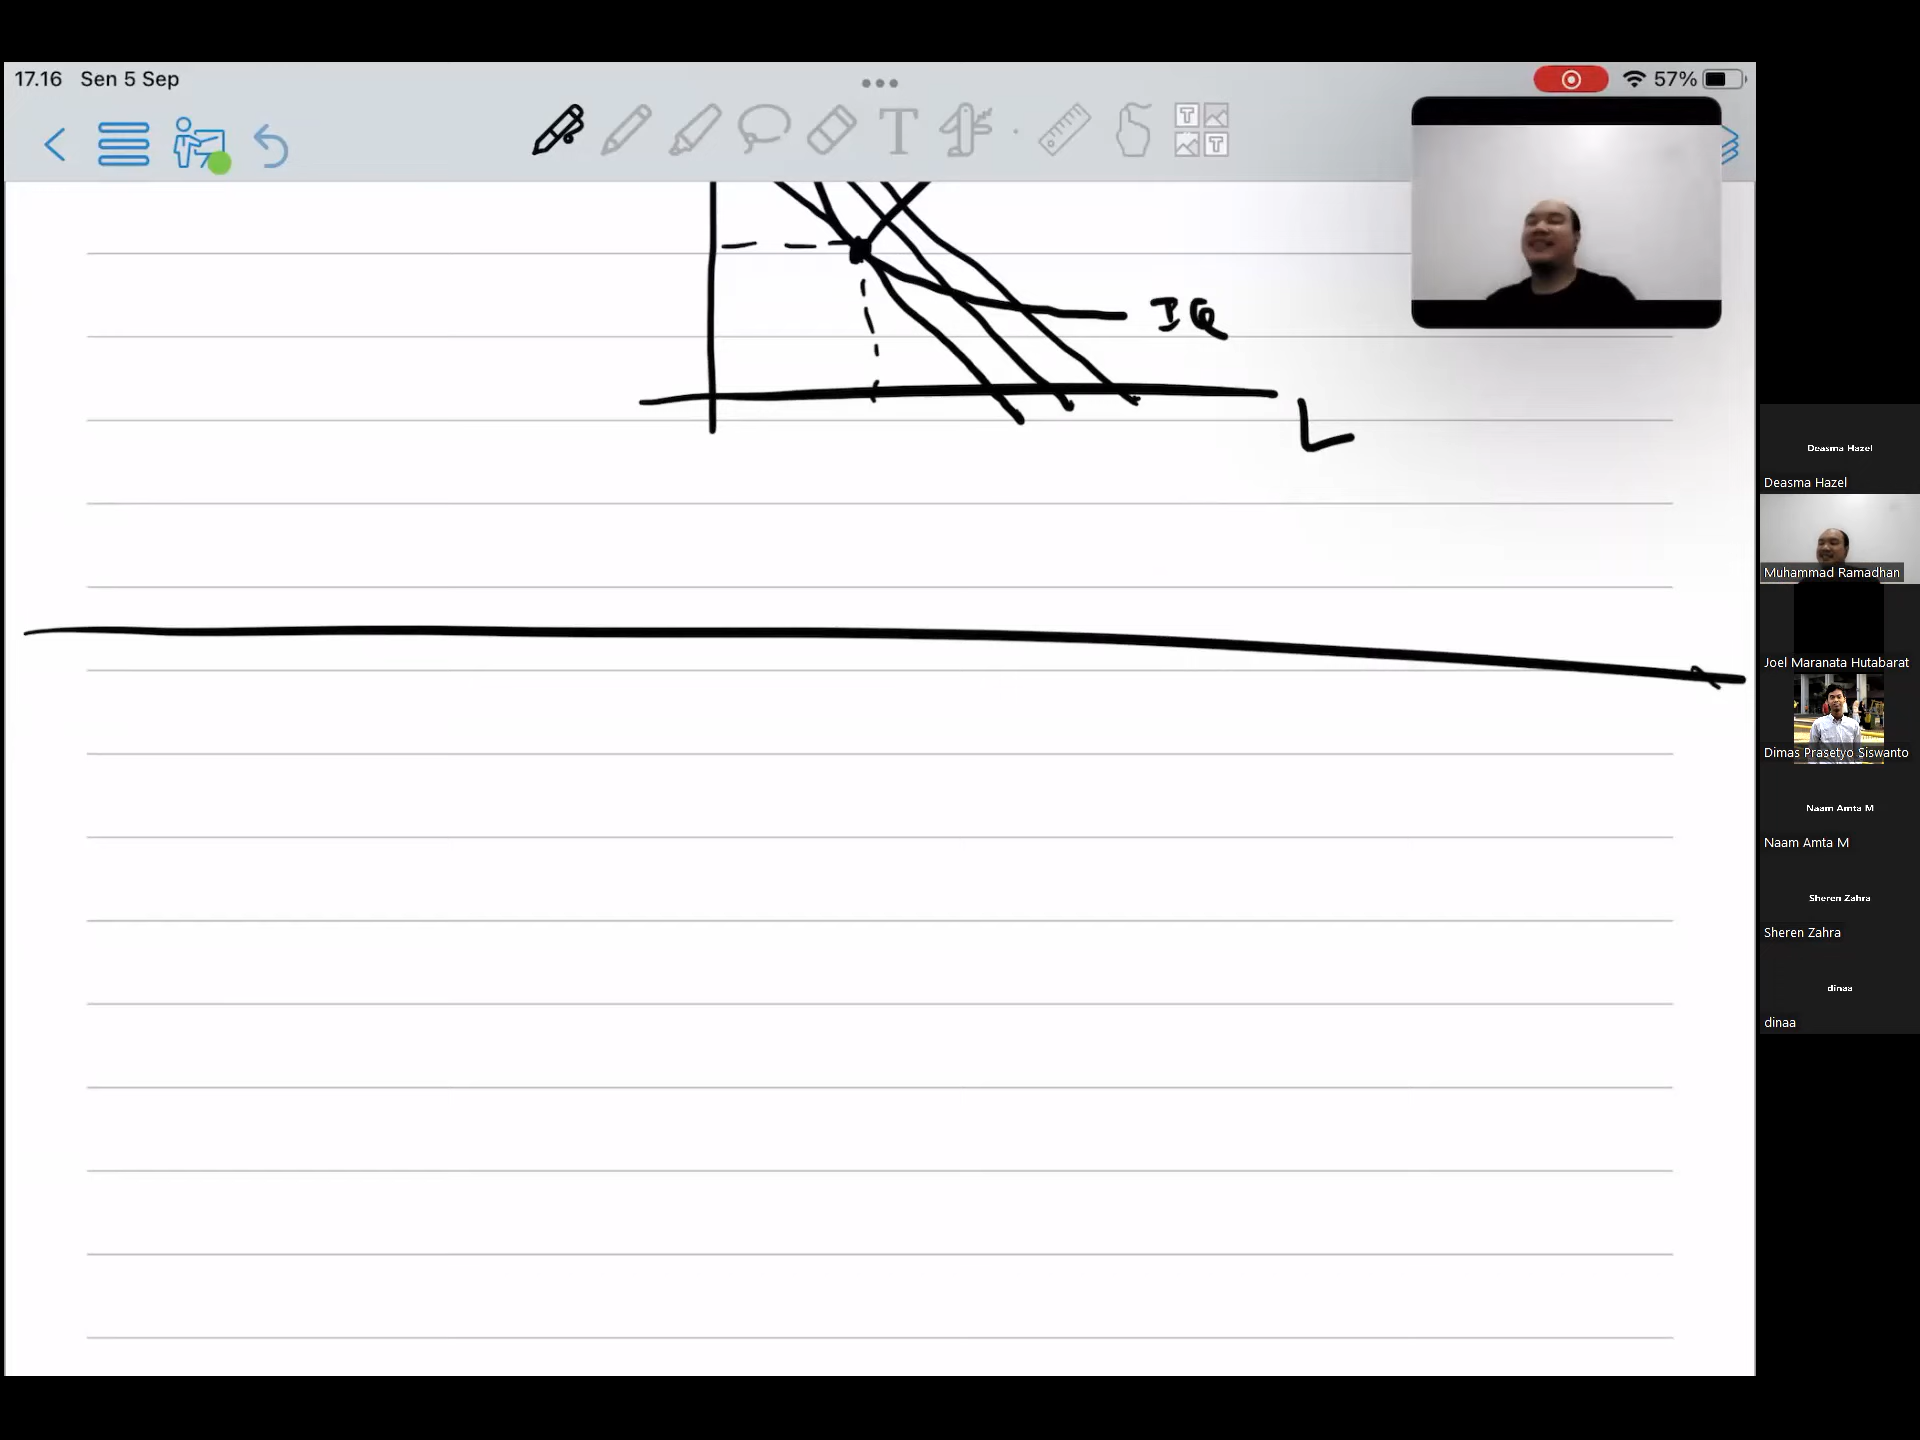 17.16 Sen 5 Sep
57%
T
T
T
IQ
L
Deasma Hazel
Deasma Hazel
Muhammad Ramadhan
Joel Maranata Hutabarat
Dimas Prasetyo Siswanto
Naam Amta M
Naam Amta M
Sheren Zahra
Sheren Zahra
dinaa
dinaa